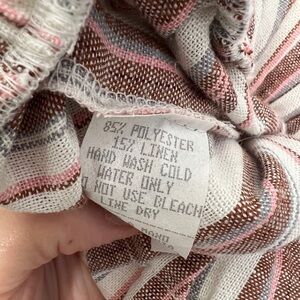 85% POLYESTER
15% LINEN
HAND WASH COLD
WATER ONLY
O NOT USE BLEACH
LINE DRY